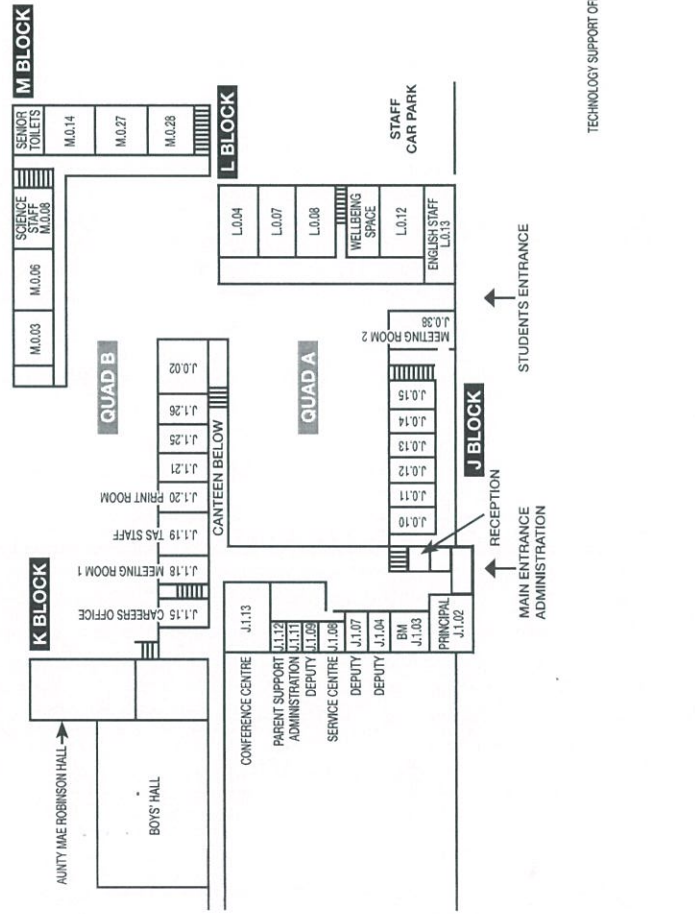 AUNTY MAE ROBINSON HALL
K BLOCK
M BLOCK
BOYS' HALL
SENIOR
TOILETS
M.0.14
M.0.27
M.0.28
SCIENCE
STAFF
M.0.08
M.0.06
M.0.03
QUAD B
J.1.15 CAREERS OFFICE
J.1.18 MEETING ROOM 1
J.1.19 TAS STAFF
J.1.20 PRINT ROOM
J.1.21
J.1.25
J.1.26
J.0.02
CANTEEN BELOW
L BLOCK
L.0.04
L.0.07
L.0.08
WELLBEING
SPACE
L.0.12
ENGLISH STAFF
L.0.13
STAFF
CAR PARK
QUAD A
CONFERENCE CENTRE
J.1.13
PARENT SUPPORT
J.1.12
ADMINISTRATION
J.1.11
DEPUTY
J.1.09
SERVICE CENTRE
J.1.08
DEPUTY
J.1.07
DEPUTY
J.1.04
BM
J.1.03
PRINCIPAL
J.1.02
J.0.10
J.0.11
J.0.12
J.0.13
J.0.14
J.0.15
MEETING ROOM 2
J.0.38
J BLOCK
RECEPTION
MAIN ENTRANCE
ADMINISTRATION
STUDENTS ENTRANCE
TECHNOLOGY SUPPORT OF